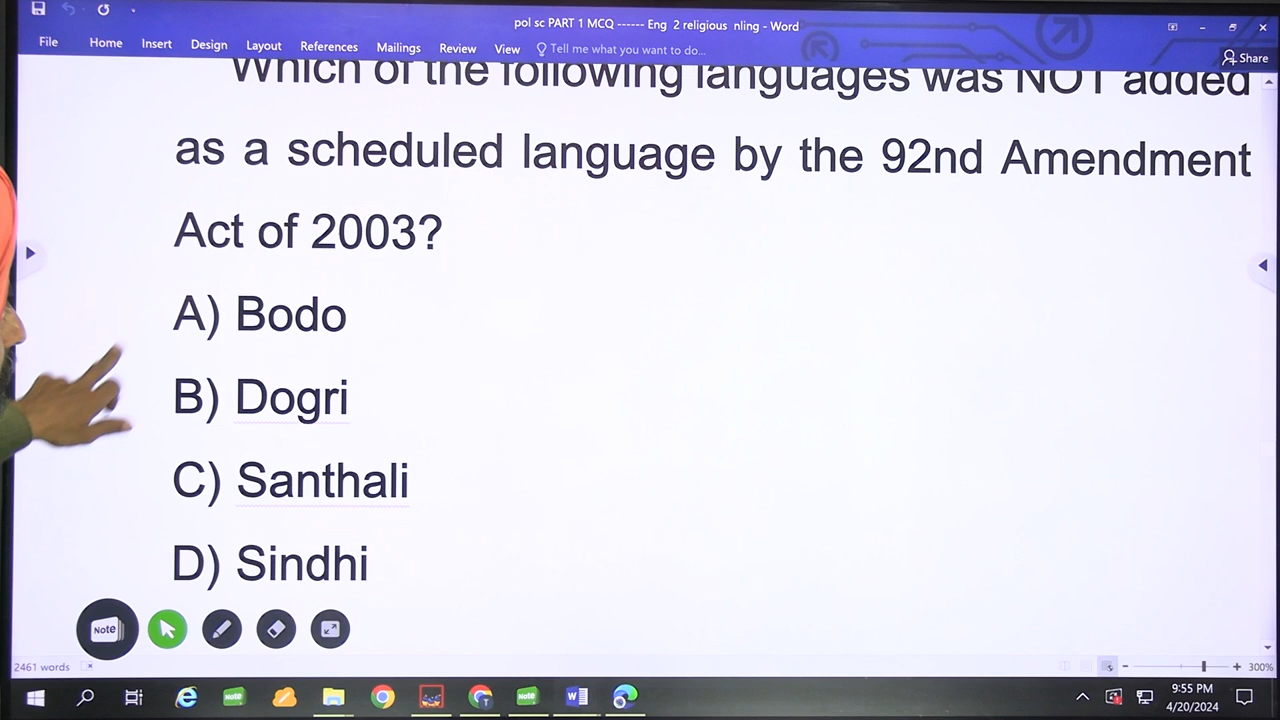 pol sc PART 1 MCQ ------ Eng 2 religious nling - Word
File Home Insert Design Layout References Mailings Review View Tell me what you want to do... Share
Which of the following languages was NOT added
as a scheduled language by the 92nd Amendment
Act of 2003?
A) Bodo
B) Dogri
C) Santhali
D) Sindhi
Note
2461 words 300%
Note Note
9:55 PM
4/20/2024